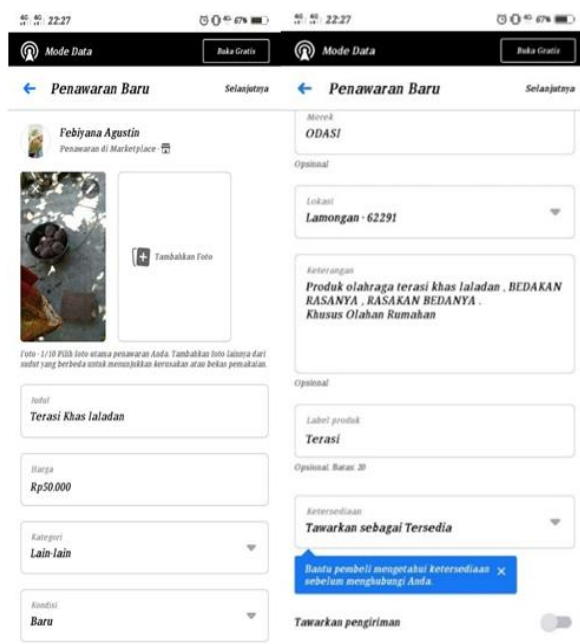 22:27
67%
Mode Data
Buka Gratis
Penawaran Baru
Selanjutnya
Febiyana Agustin
Penawaran di Marketplace ·
Tambahkan Foto
Foto · 1/10 Pilih foto utama penawaran Anda. Tambahkan foto lainnya dari
sudut yang berbeda untuk menunjukkan kerusakan atau bekas pemakaian.
Judul
Terasi Khas laladan
Harga
Rp50.000
Kategori
Lain-lain
Kondisi
Baru
22:27
67%
Mode Data
Buka Gratis
Penawaran Baru
Selanjutnya
Merek
ODASI
Opsional
Lokasi
Lamongan · 62291
Keterangan
Produk olahraga terasi khas laladan , BEDAKAN
RASANYA , RASAKAN BEDANYA .
Khusus Olahan Rumahan
Opsional
Label produk
Terasi
Opsional. Batas: 20
Ketersediaan
Tawarkan sebagai Tersedia
Bantu pembeli mengetahui ketersediaan
sebelum menghubungi Anda.
Tawarkan pengiriman